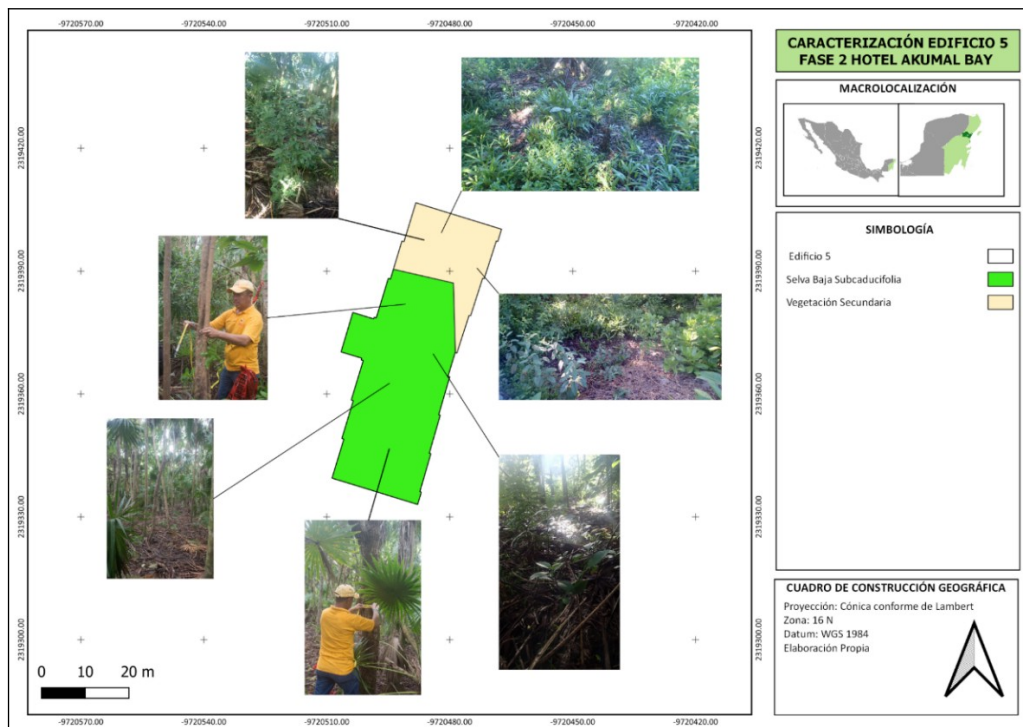 -9720570.00 -9720540.00 -9720510.00 -9720480.00 -9720450.00 -9720420.00
2319420.00 2319420.00
2319390.00 2319390.00
2319360.00 2319360.00
2319330.00 2319330.00
2319300.00 2319300.00
0 10 20 m
-9720570.00 -9720540.00 -9720510.00 -9720480.00 -9720450.00 -9720420.00
CARACTERIZACIÓN EDIFICIO 5
FASE 2 HOTEL AKUMAL BAY
MACROLOCALIZACIÓN
SIMBOLOGÍA
Edificio 5
Selva Baja Subcaducifolia
Vegetación Secundaria
CUADRO DE CONSTRUCCIÓN GEOGRÁFICA
Proyección: Cónica conforme de Lambert
Zona: 16 N
Datum: WGS 1984
Elaboración Propia